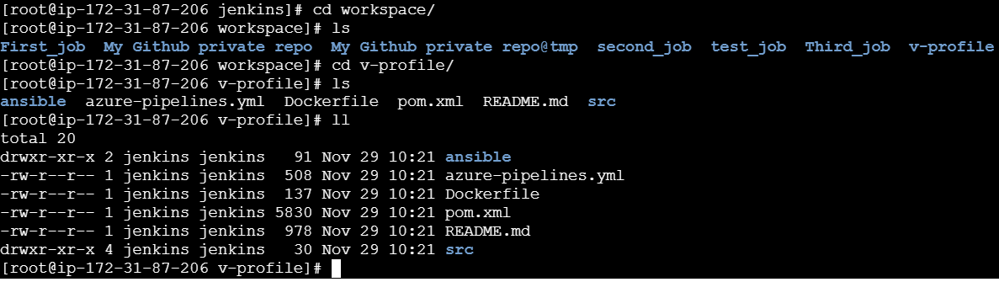 [root@ip-172-31-87-206 jenkins]# cd workspace/
[root@ip-172-31-87-206 workspace]# ls
First_job  My Github private repo  My Github private repo@tmp  second_job  test_job  Third_job  v-profile
[root@ip-172-31-87-206 workspace]# cd v-profile/
[root@ip-172-31-87-206 v-profile]# ls
ansible  azure-pipelines.yml  Dockerfile  pom.xml  README.md  src
[root@ip-172-31-87-206 v-profile]# ll
total 20
drwxr-xr-x 2 jenkins jenkins   91 Nov 29 10:21 ansible
-rw-r--r-- 1 jenkins jenkins  508 Nov 29 10:21 azure-pipelines.yml
-rw-r--r-- 1 jenkins jenkins  137 Nov 29 10:21 Dockerfile
-rw-r--r-- 1 jenkins jenkins 5830 Nov 29 10:21 pom.xml
-rw-r--r-- 1 jenkins jenkins  978 Nov 29 10:21 README.md
drwxr-xr-x 4 jenkins jenkins   30 Nov 29 10:21 src
[root@ip-172-31-87-206 v-profile]#